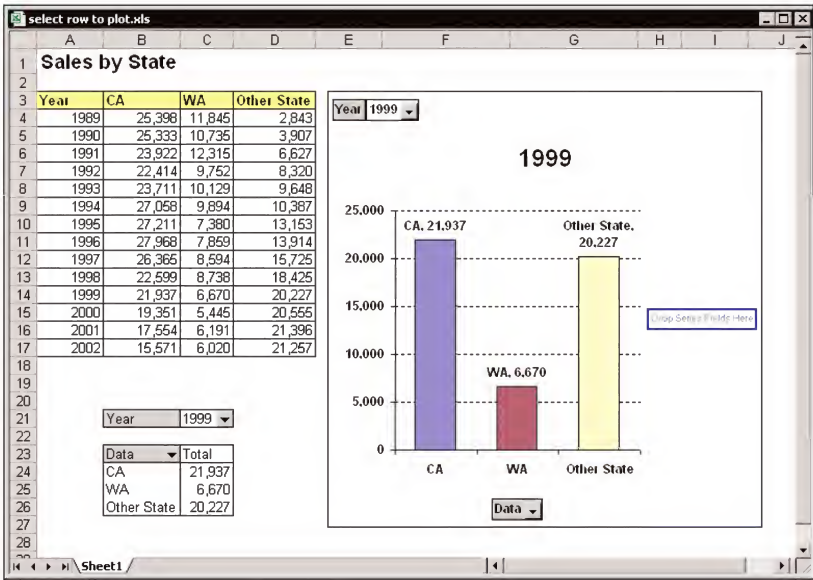 select row to plot.xls
A B C D E F G H I J
1 Sales by State
2
3 Year CA WA Other State
4 1989 25,398 11,845 2,843
5 1990 25,333 10,735 3,907
6 1991 23,922 12,315 6,627
7 1992 22,414 9,752 8,320
8 1993 23,711 10,129 9,648
9 1994 27,058 9,894 10,387
10 1995 27,211 7,380 13,153
11 1996 27,968 7,859 13,914
12 1997 26,365 8,594 15,725
13 1998 22,599 8,738 18,425
14 1999 21,937 6,670 20,227
15 2000 19,351 5,445 20,555
16 2001 17,554 6,191 21,396
17 2002 15,571 6,020 21,257
18
19
20
21 Year 1999
22
23 Data Total
24 CA 21,937
25 WA 6,670
26 Other State 20,227
27
28
Year 1999
1999
25,000
20,000
15,000
10,000
5,000
0
CA, 21,937
WA, 6,670
Other State,
20,227
CA WA Other State
Drop Series Fields Here
Data
Sheet1